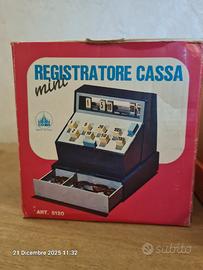 REGISTRATORE CASSA
mini
ART. 5120
21 Dicembre 2025 11:32
subito